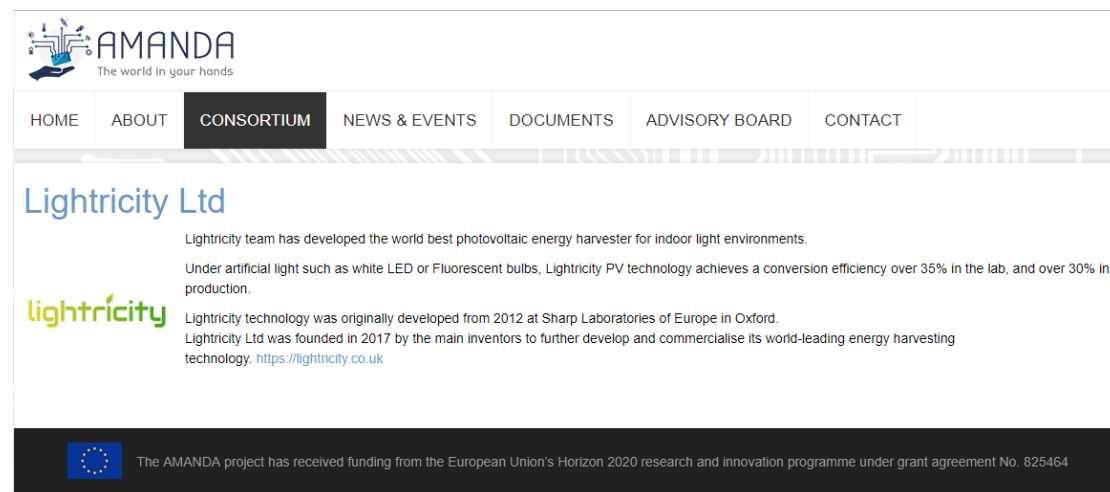 AMANDA
The world in your hands
HOME ABOUT CONSORTIUM NEWS & EVENTS DOCUMENTS ADVISORY BOARD CONTACT
Lightricity Ltd
lightricity
Lightricity team has developed the world best photovoltaic energy harvester for indoor light environments.
Under artificial light such as white LED or Fluorescent bulbs, Lightricity PV technology achieves a conversion efficiency over 35% in the lab, and over 30% in
production.
Lightricity technology was originally developed from 2012 at Sharp Laboratories of Europe in Oxford.
Lightricity Ltd was founded in 2017 by the main inventors to further develop and commercialise its world-leading energy harvesting
technology. https://lightricity.co.uk
The AMANDA project has received funding from the European Union's Horizon 2020 research and innovation programme under grant agreement No. 825464